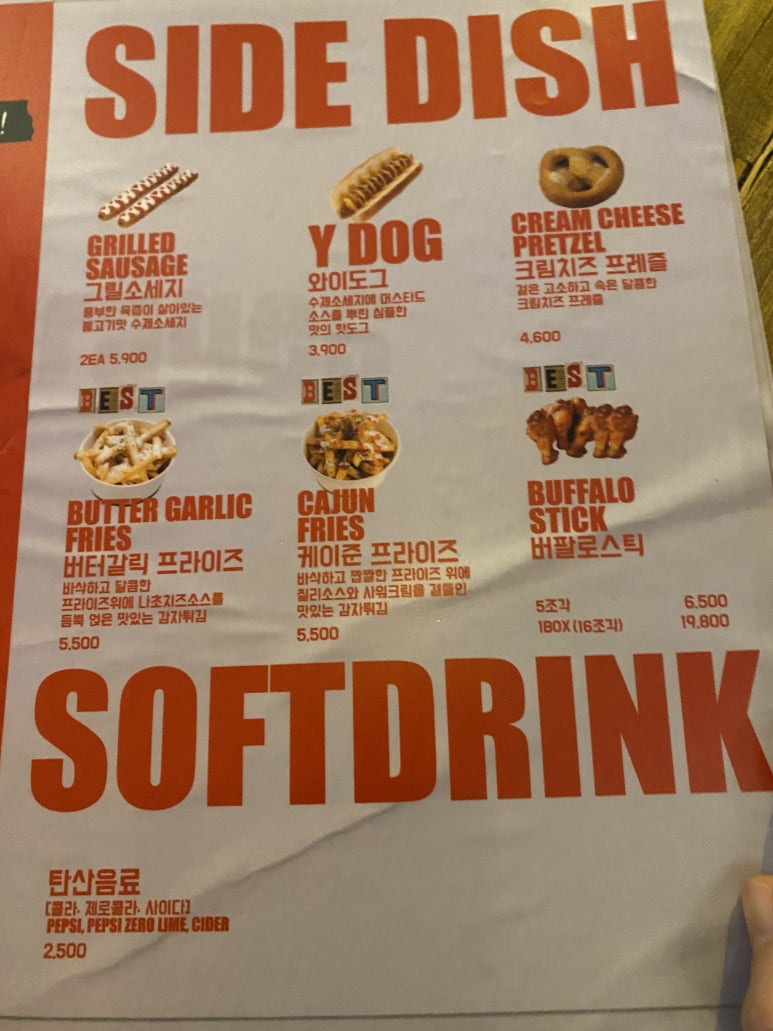 !
SIDE DISH
GRILLED
SAUSAGE
그릴소세지
풍부한 육즙이 살아있는
불고기맛 수제소세지
2EA 5,900
Y DOG
와이도그
수제소세지에 머스타드
소스를 뿌린 심플한
맛의 핫도그
3,900
CREAM CHEESE
PRETZEL
크림치즈 프레즐
겉은 고소하고 속은 달콤한
크림치즈 프레즐
4,600
BEST
BUTTER GARLIC
FRIES
버터갈릭 프라이즈
바삭하고 달콤한
프라이즈위에 나초치즈소스를
듬뿍 얹은 맛있는 감자튀김
5,500
BEST
CAJUN
FRIES
케이준 프라이즈
바삭하고 짭짤한 프라이즈 위에
칠리소스와 사워크림을 곁들인
맛있는 감자튀김
5,500
BEST
BUFFALO
STICK
버팔로스틱
5조각 6,500
1BOX (16조각) 19,800
SOFTDRINK
탄산음료
[콜라, 제로콜라, 사이다]
PEPSI, PEPSI ZERO LIME, CIDER
2,500